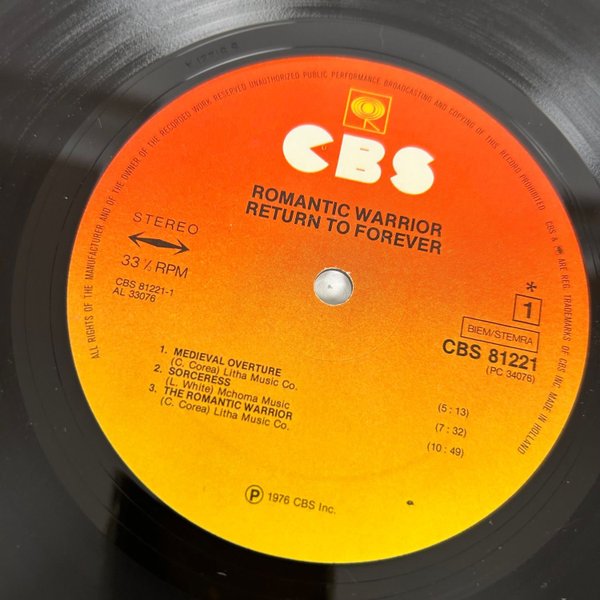 ALL RIGHTS OF THE MANUFACTURER AND OF THE OWNER OF THE RECORDED WORK RESERVED UNAUTHORIZED PUBLIC PERFORMANCE BROADCASTING AND COPYING OF THIS RECORD PROHIBITED
CBS & ARE REG. TRADEMARKS OF CBS INC. MADE IN HOLLAND
CBS
ROMANTIC WARRIOR
RETURN TO FOREVER
STEREO
33⅓ RPM
CBS 81221-1
AL 33076
*
1
BIEM/STEMRA
CBS 81221
(PC 34076)
1. MEDIEVAL OVERTURE (5:13)
(C. Corea) Litha Music Co.
2. SORCERESS (7:32)
(L. White) Mchoma Music
3. THE ROMANTIC WARRIOR (10:49)
(C. Corea) Litha Music Co.
Ⓟ 1976 CBS Inc.